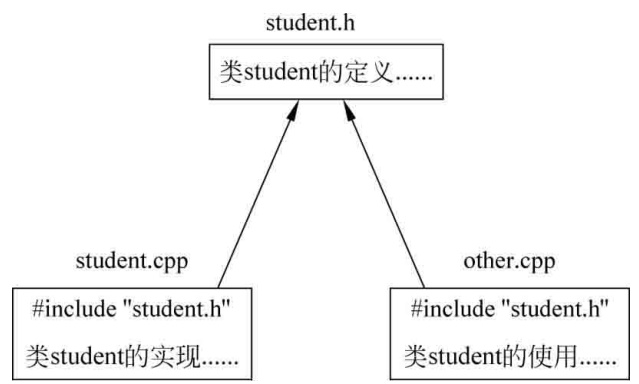 student.h
类student的定义......
student.cpp
#include "student.h"
类student的实现......
other.cpp
#include "student.h"
类student的使用......